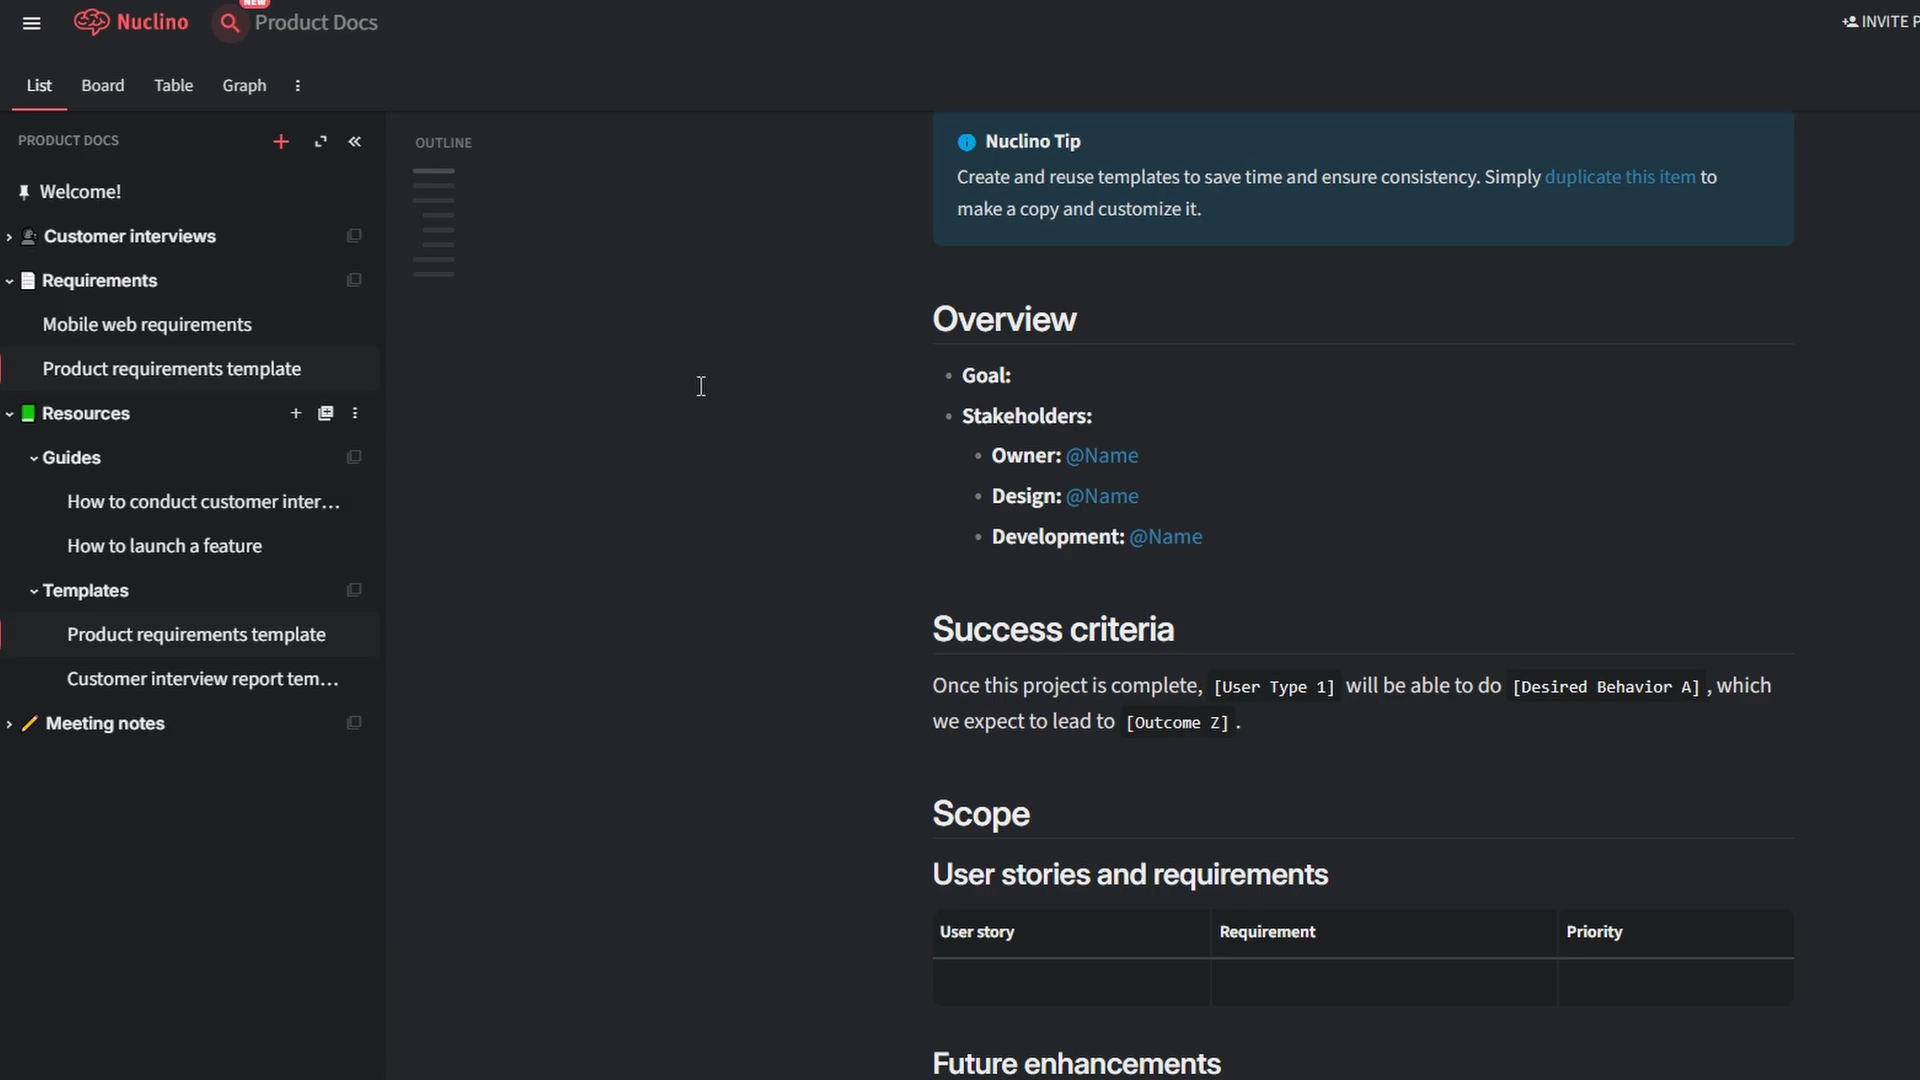 Nuclino
NEW
Product Docs
INVITE P
List
Board
Table
Graph
PRODUCT DOCS
Welcome!
Customer interviews
Requirements
Mobile web requirements
Product requirements template
Resources
Guides
How to conduct customer inter...
How to launch a feature
Templates
Product requirements template
Customer interview report tem...
Meeting notes
OUTLINE
Nuclino Tip
Create and reuse templates to save time and ensure consistency. Simply duplicate this item to
make a copy and customize it.
Overview
Goal:
Stakeholders:
Owner: @Name
Design: @Name
Development: @Name
Success criteria
Once this project is complete, [User Type 1] will be able to do [Desired Behavior A], which
we expect to lead to [Outcome Z].
Scope
User stories and requirements
User story
Requirement
Priority
Future enhancements